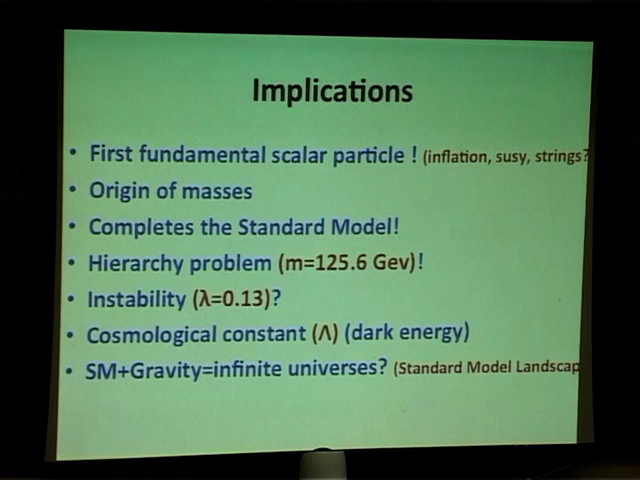 Implications
• First fundamental scalar particle ! (inflation, susy, strings?
• Origin of masses
• Completes the Standard Model!
• Hierarchy problem (m=125.6 Gev)!
• Instability (λ=0.13)?
• Cosmological constant (Λ) (dark energy)
• SM+Gravity=infinite universes? (Standard Model Landscap